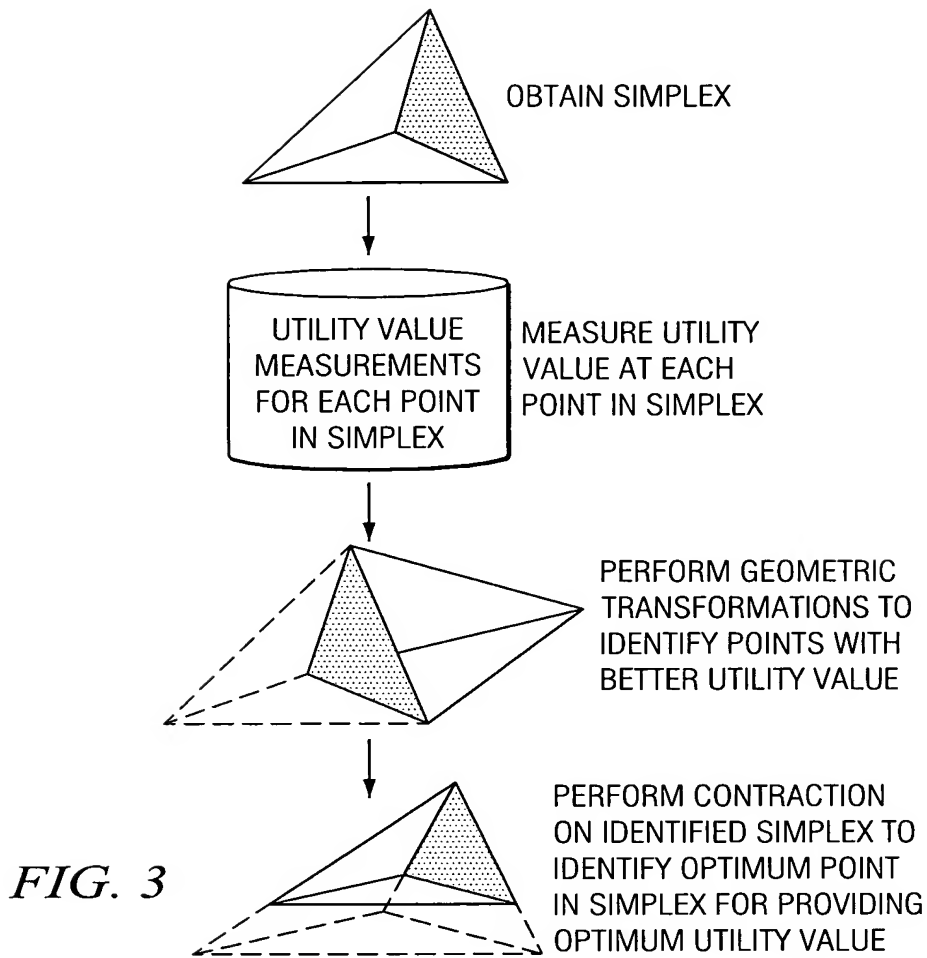 OBTAIN SIMPLEX
UTILITY VALUE
MEASUREMENTS
FOR EACH POINT
IN SIMPLEX
MEASURE UTILITY
VALUE AT EACH
POINT IN SIMPLEX
PERFORM GEOMETRIC
TRANSFORMATIONS TO
IDENTIFY POINTS WITH
BETTER UTILITY VALUE
PERFORM CONTRACTION
ON IDENTIFIED SIMPLEX TO
IDENTIFY OPTIMUM POINT
IN SIMPLEX FOR PROVIDING
OPTIMUM UTILITY VALUE
FIG. 3